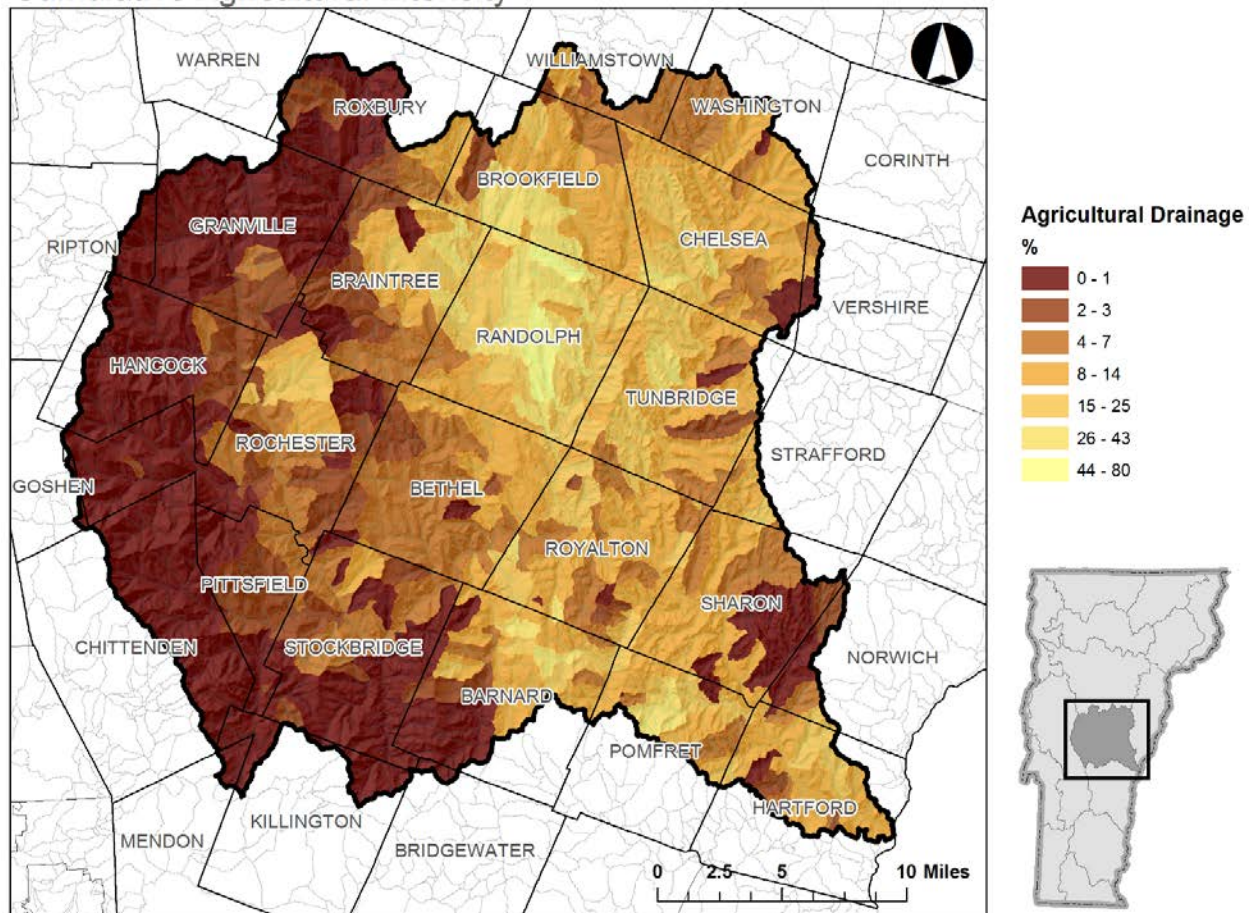 WARREN
WILLIAMSTOWN
ROXBURY
WASHINGTON
CORINTH
BROOKFIELD
GRANVILLE
CHELSEA
RIPTON
BRAINTREE
VERSHIRE
RANDOLPH
HANCOCK
TUNBRIDGE
ROCHESTER
STRAFFORD
GOSHEN
BETHEL
ROYALTON
PITTSFIELD
SHARON
CHITTENDEN
STOCKBRIDGE
NORWICH
BARNARD
POMFRET
HARTFORD
KILLINGTON
MENDON
BRIDGEWATER
0 2.5 5 10 Miles
Agricultural Drainage
%
0 - 1
2 - 3
4 - 7
8 - 14
15 - 25
26 - 43
44 - 80